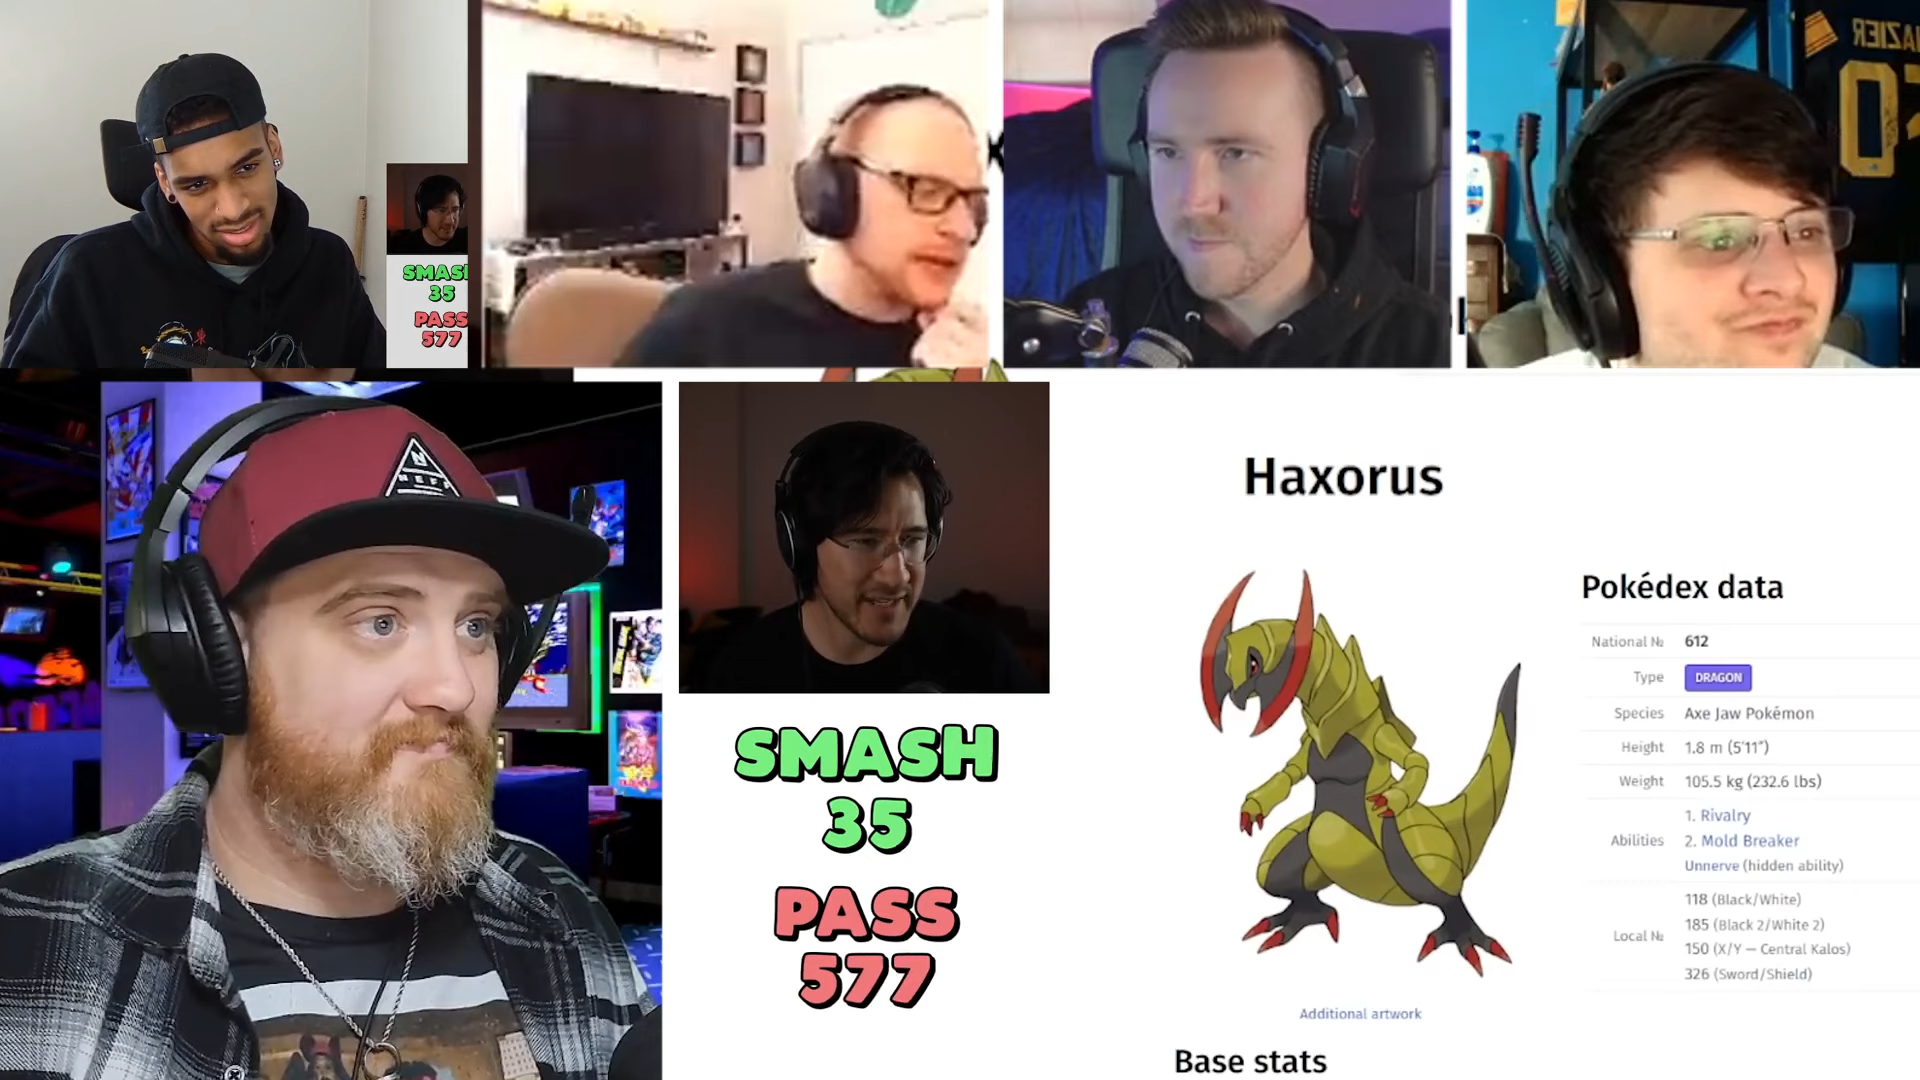 SMASH
35
PASS
577
NEFF
SMASH
35
PASS
577
Haxorus
Pokédex data
National № 612
Type DRAGON
Species Axe Jaw Pokémon
Height 1.8 m (5'11")
Weight 105.5 kg (232.6 lbs)
Abilities 1. Rivalry
2. Mold Breaker
Unnerve (hidden ability)
Local № 118 (Black/White)
185 (Black 2/White 2)
150 (X/Y — Central Kalos)
326 (Sword/Shield)
Additional artwork
Base stats